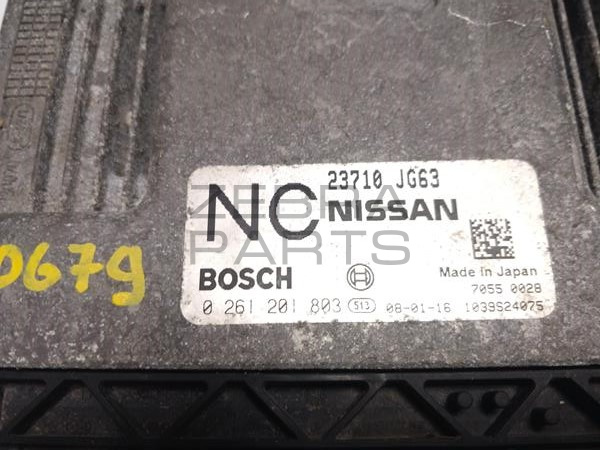 NC 23710 JG63
NISSAN
ZEBRA
PARTS
BOSCH
Made in Japan
7055 0028
0 261 201 803 513 08-01-16 1039S24075
0679